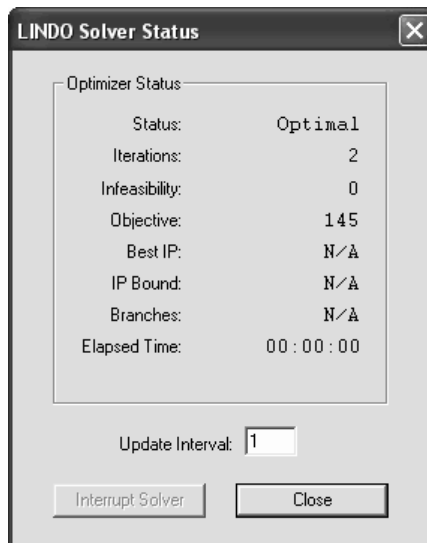 LINDO Solver Status
Optimizer Status
Status: Optimal
Iterations: 2
Infeasibility: 0
Objective: 145
Best IP: N/A
IP Bound: N/A
Branches: N/A
Elapsed Time: 00:00:00
Update Interval: 1
Interrupt Solver Close